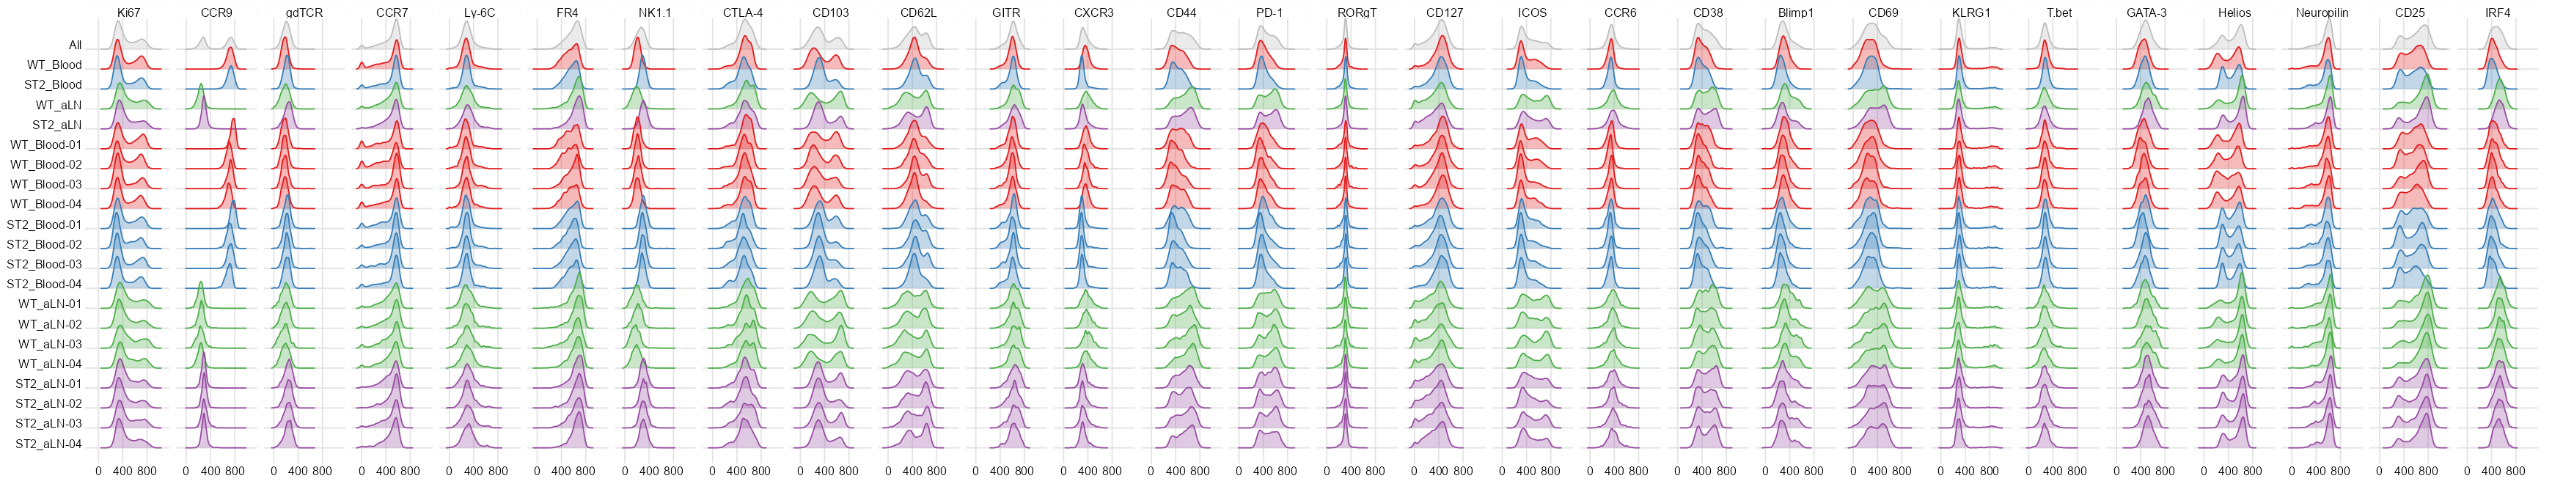 Ki67 CCR9 gdTCR CCR7 Ly-6C FR4 NK1.1 CTLA-4 CD103 CD62L GITR CXCR3 CD44 PD-1 RORgT CD127 ICOS CCR6 CD38 Blimp1 CD69 KLRG1 T.bet GATA-3 Helios Neuropilin CD25 IRF4
All
WT_Blood
ST2_Blood
WT_aLN
ST2_aLN
WT_Blood-01
WT_Blood-02
WT_Blood-03
WT_Blood-04
ST2_Blood-01
ST2_Blood-02
ST2_Blood-03
ST2_Blood-04
WT_aLN-01
WT_aLN-02
WT_aLN-03
WT_aLN-04
ST2_aLN-01
ST2_aLN-02
ST2_aLN-03
ST2_aLN-04
0 400 800 0 400 800 0 400 800 0 400 800 0 400 800 0 400 800 0 400 800 0 400 800 0 400 800 0 400 800 0 400 800 0 400 800 0 400 800 0 400 800 0 400 800 0 400 800 0 400 800 0 400 800 0 400 800 0 400 800 0 400 800 0 400 800 0 400 800 0 400 800 0 400 800 0 400 800 0 400 800 0 400 800